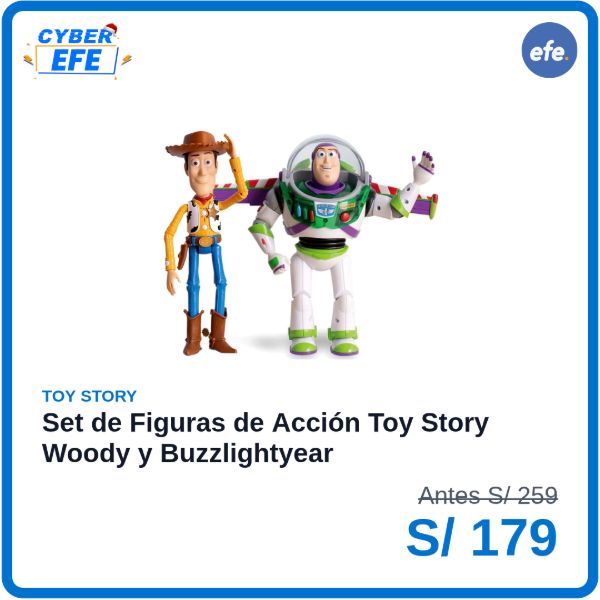 CYBER
EFE
efe.
TOY STORY
Set de Figuras de Acción Toy Story
Woody y Buzzlightyear
Antes S/ 259
S/ 179